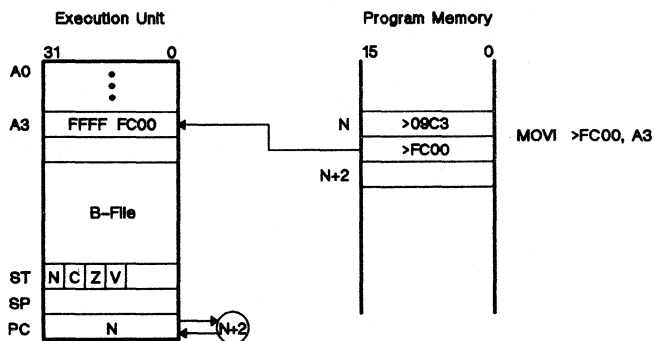 Execution Unit
Program Memory
31 0
15 0
A0
A3 FFFF FC00
N >09C3
MOVI >FC00, A3
>FC00
N+2
B-File
ST N C Z V
SP
PC N N+2